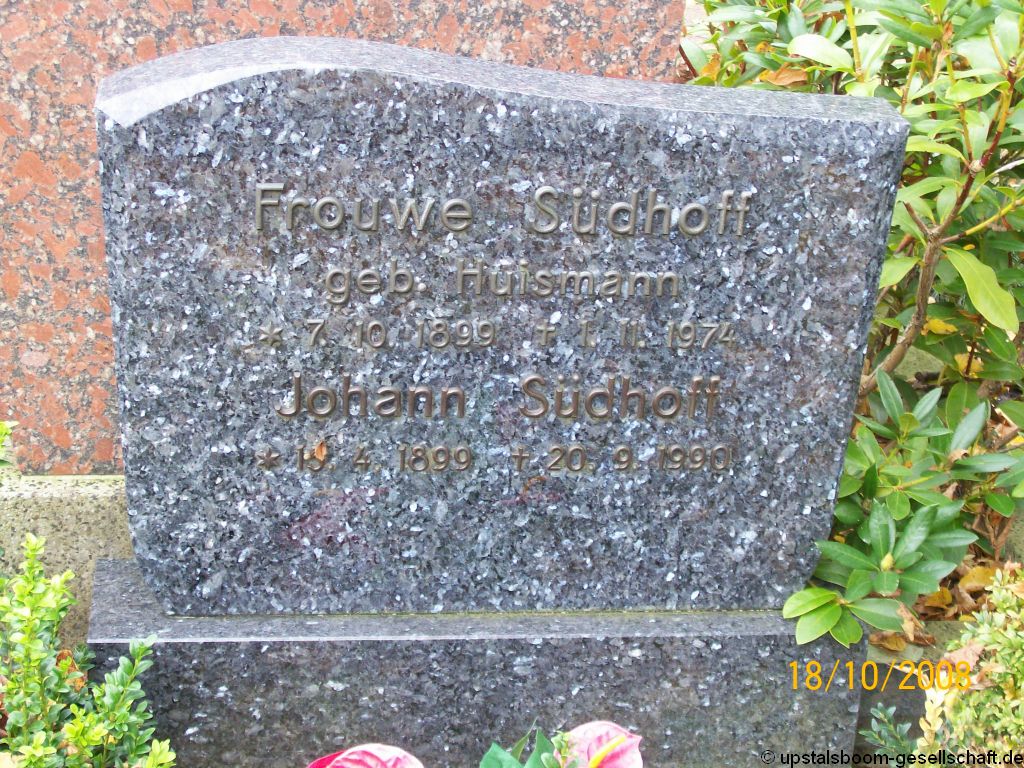 Frouwe Südhoff
geb. Huismann
* 7. 10. 1899 † 1. 11. 1974
Johann Südhoff
* 4. 1899 † 20. 9. 1990
18/10/2008
© upstalsboom-gesellschaft.de